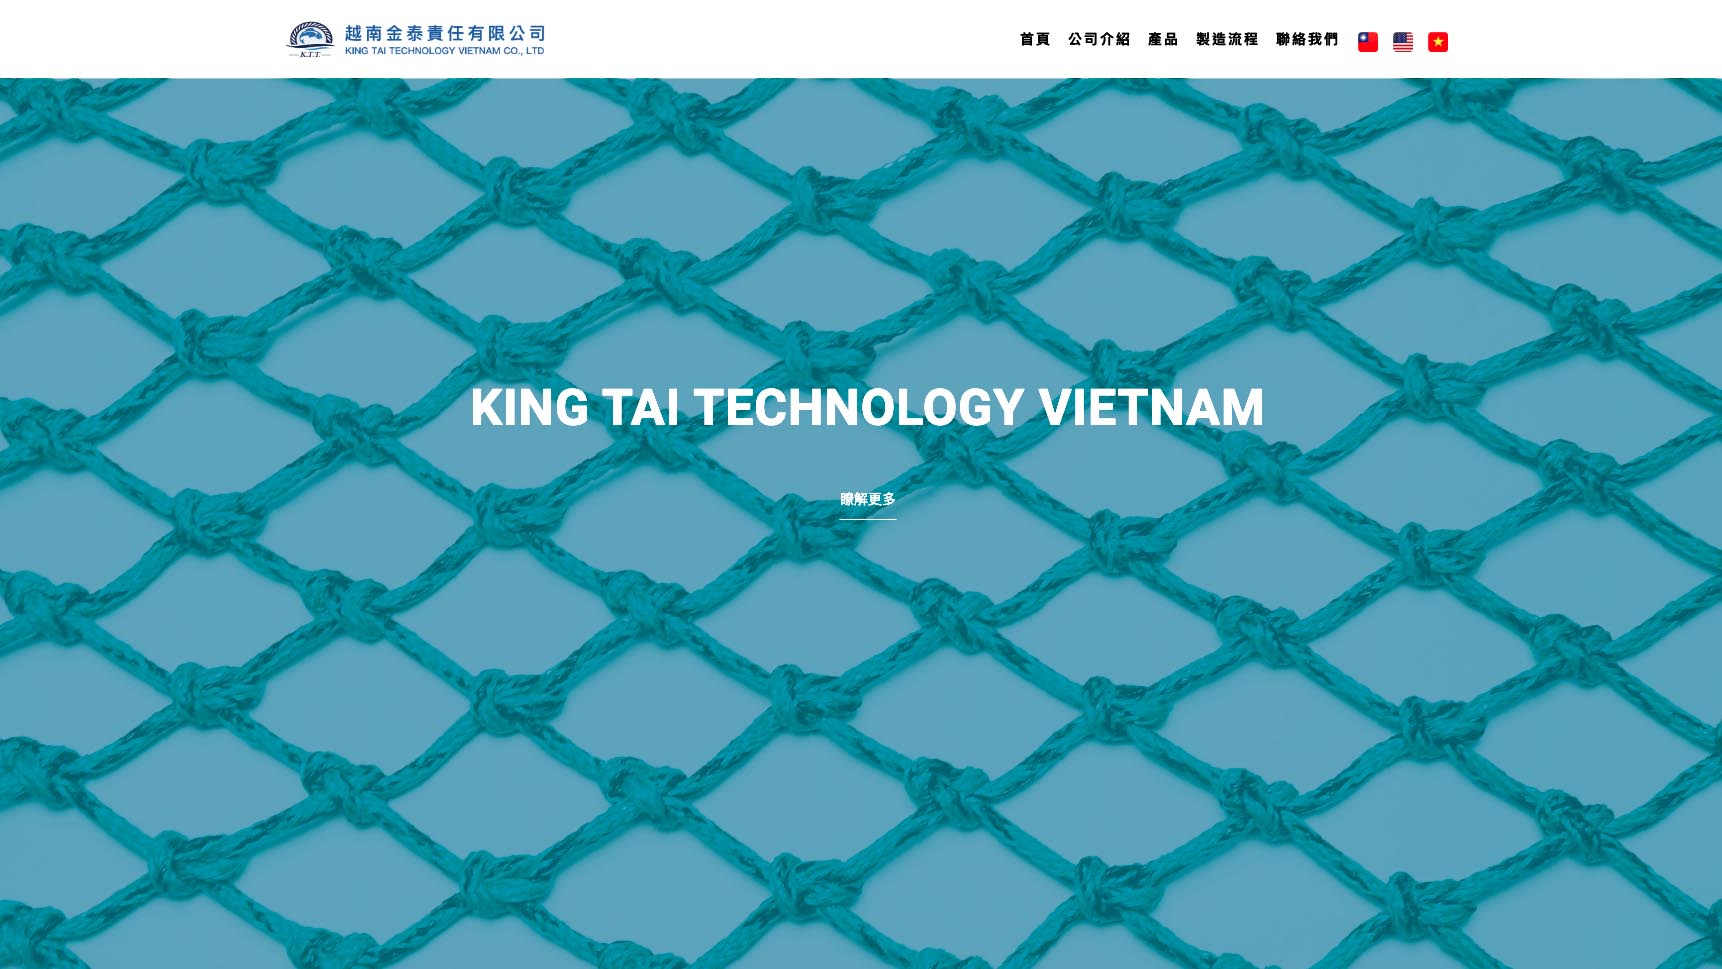 越南金泰責任有限公司
KING TAI TECHNOLOGY VIETNAM CO., LTD
K.T.T.
首頁 公司介紹 產品 製造流程 聯絡我們
KING TAI TECHNOLOGY VIETNAM
瞭解更多